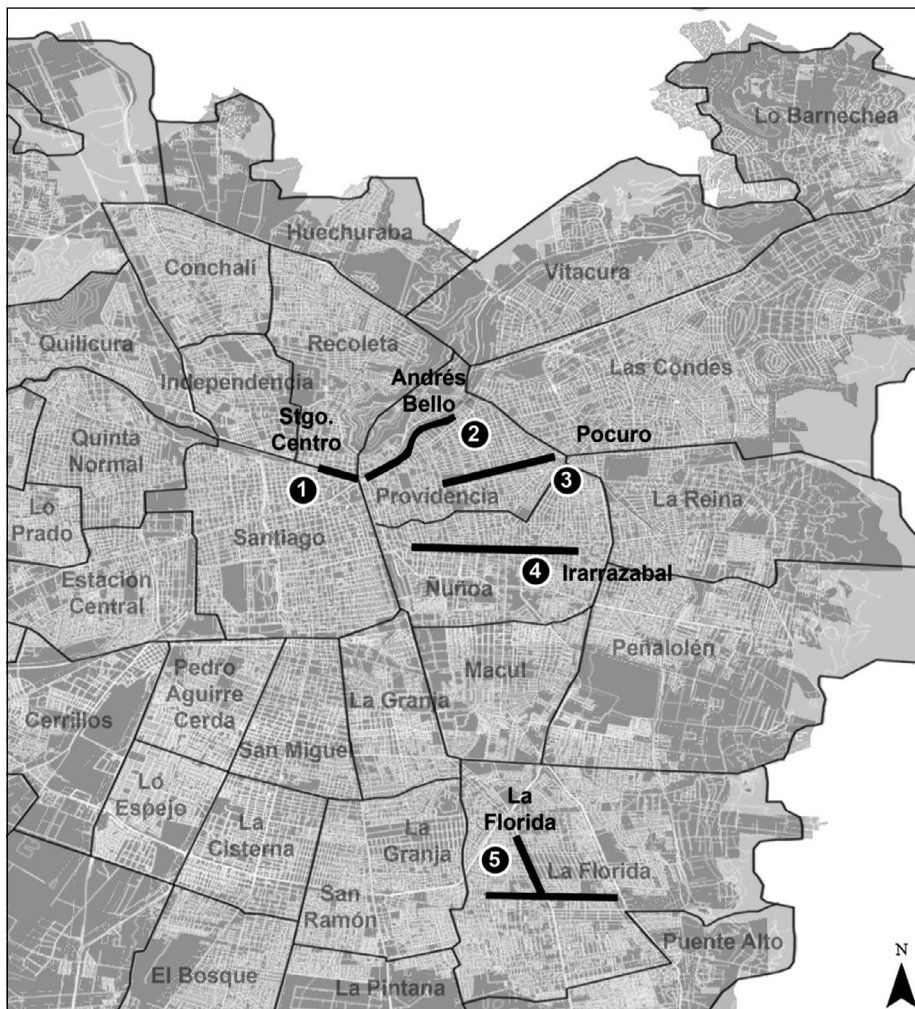 Lo Barnechea
Huechuraba
Conchalí
Vitacura
Quilicura
Recoleta
Las Condes
Independencia
Andrés
Bello
Stgo.
Centro
2
Pocuro
Quinta
Normal
1
3
Providencia
La Reina
Lo
Prado
Santiago
Estación
Central
4
Irarrazabal
Ñuñoa
Pedro
Aguirre
Cerda
Macul
Peñalolén
La Granja
Cerrillos
San Miguel
Lo
Espejo
La
Florida
La
Cisterna
La
Granja
5
La Florida
San
Ramón
Puente Alto
El Bosque
La Pintana
N